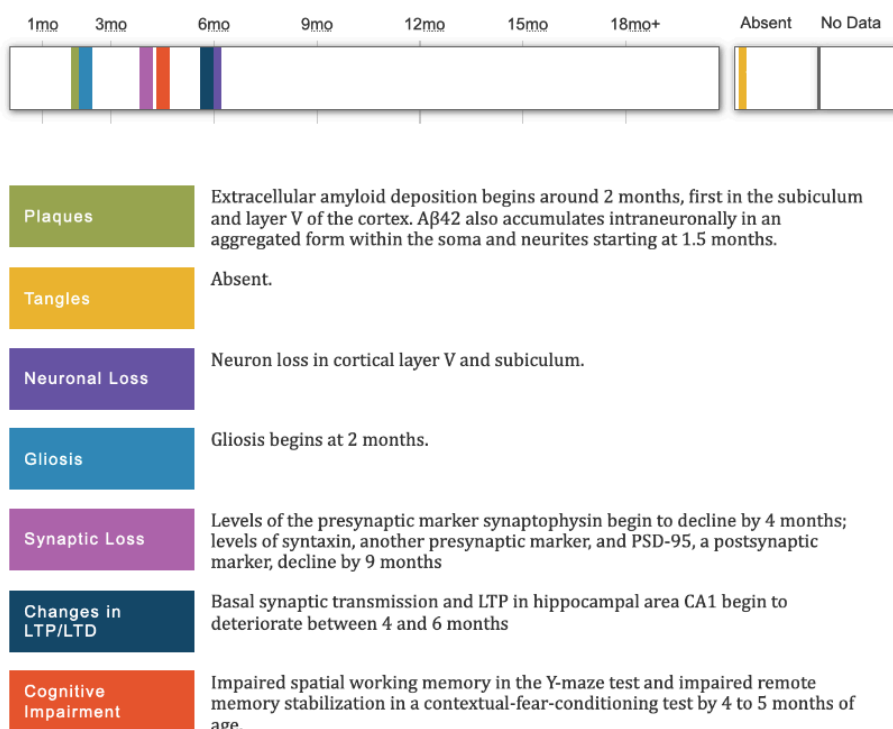 1mo 3mo 6mo 9mo 12mo 15mo 18mo+ Absent No Data
Plaques
Extracellular amyloid deposition begins around 2 months, first in the subiculum
and layer V of the cortex. Aβ42 also accumulates intraneuronally in an
aggregated form within the soma and neurites starting at 1.5 months.
Tangles
Absent.
Neuronal Loss
Neuron loss in cortical layer V and subiculum.
Gliosis
Gliosis begins at 2 months.
Synaptic Loss
Levels of the presynaptic marker synaptophysin begin to decline by 4 months;
levels of syntaxin, another presynaptic marker, and PSD-95, a postsynaptic
marker, decline by 9 months
Changes in
LTP/LTD
Basal synaptic transmission and LTP in hippocampal area CA1 begin to
deteriorate between 4 and 6 months
Cognitive
Impairment
Impaired spatial working memory in the Y-maze test and impaired remote
memory stabilization in a contextual-fear-conditioning test by 4 to 5 months of
age.